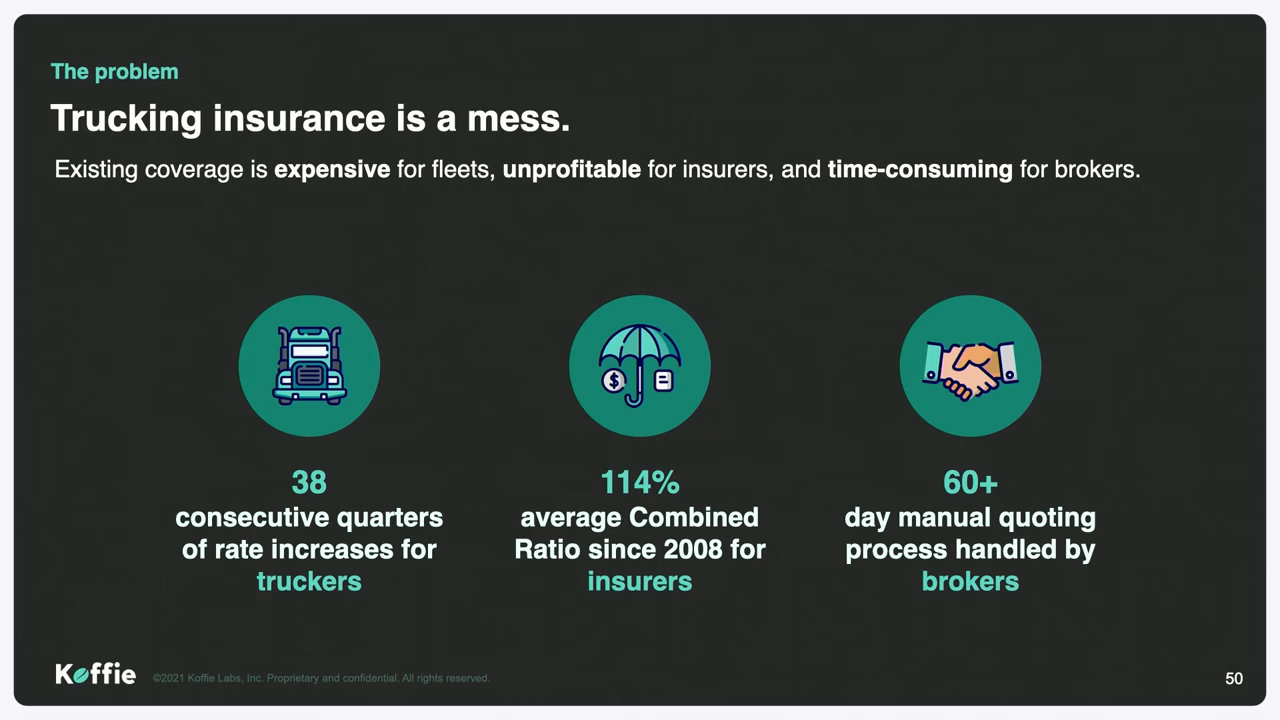 The problem
Trucking insurance is a mess.
Existing coverage is expensive for fleets, unprofitable for insurers, and time-consuming for brokers.
$
38
consecutive quarters
of rate increases for
truckers
114%
average Combined
Ratio since 2008 for
insurers
60+
day manual quoting
process handled by
brokers
Koffie
©2021 Koffie Labs, Inc. Proprietary and confidential. All rights reserved.
50